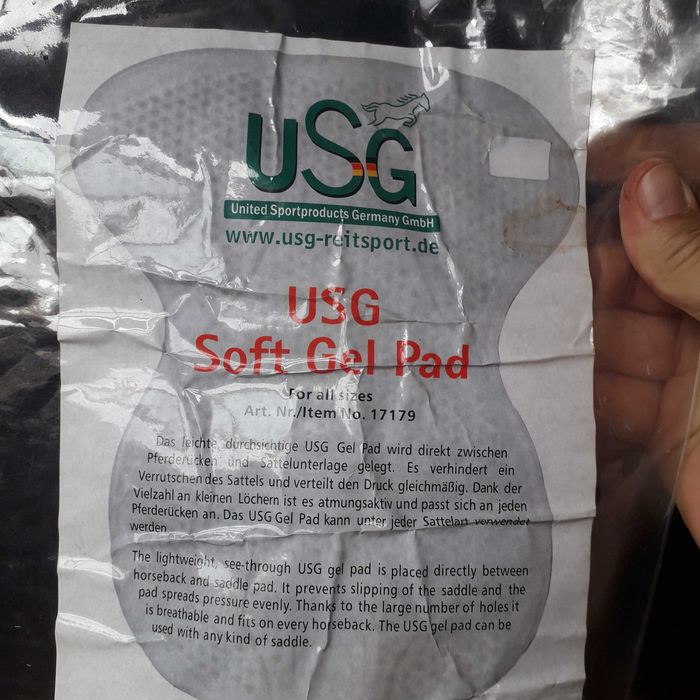 USG
United Sportproducts Germany GmbH
www.usg-reitsport.de
USG
Soft Gel Pad
For all sizes
Art. Nr./Item No. 17179
Das leichte, durchsichtige USG Gel Pad wird direkt zwischen
Pferderücken und Sattelunterlage gelegt. Es verhindert ein
Verrutschen des Sattels und verteilt den Druck gleichmäßig. Dank der
Vielzahl an kleinen Löchern ist es atmungsaktiv und passt sich an jeden
Pferderücken an. Das USG Gel Pad kann unter jeder Sattelart verwendet
werden
The lightweight, see-through USG gel pad is placed directly between
horseback and saddle pad. It prevents slipping of the saddle and the
pad spreads pressure evenly. Thanks to the large number of holes it
is breathable and fits on every horseback. The USG gel pad can be
used with any kind of saddle.